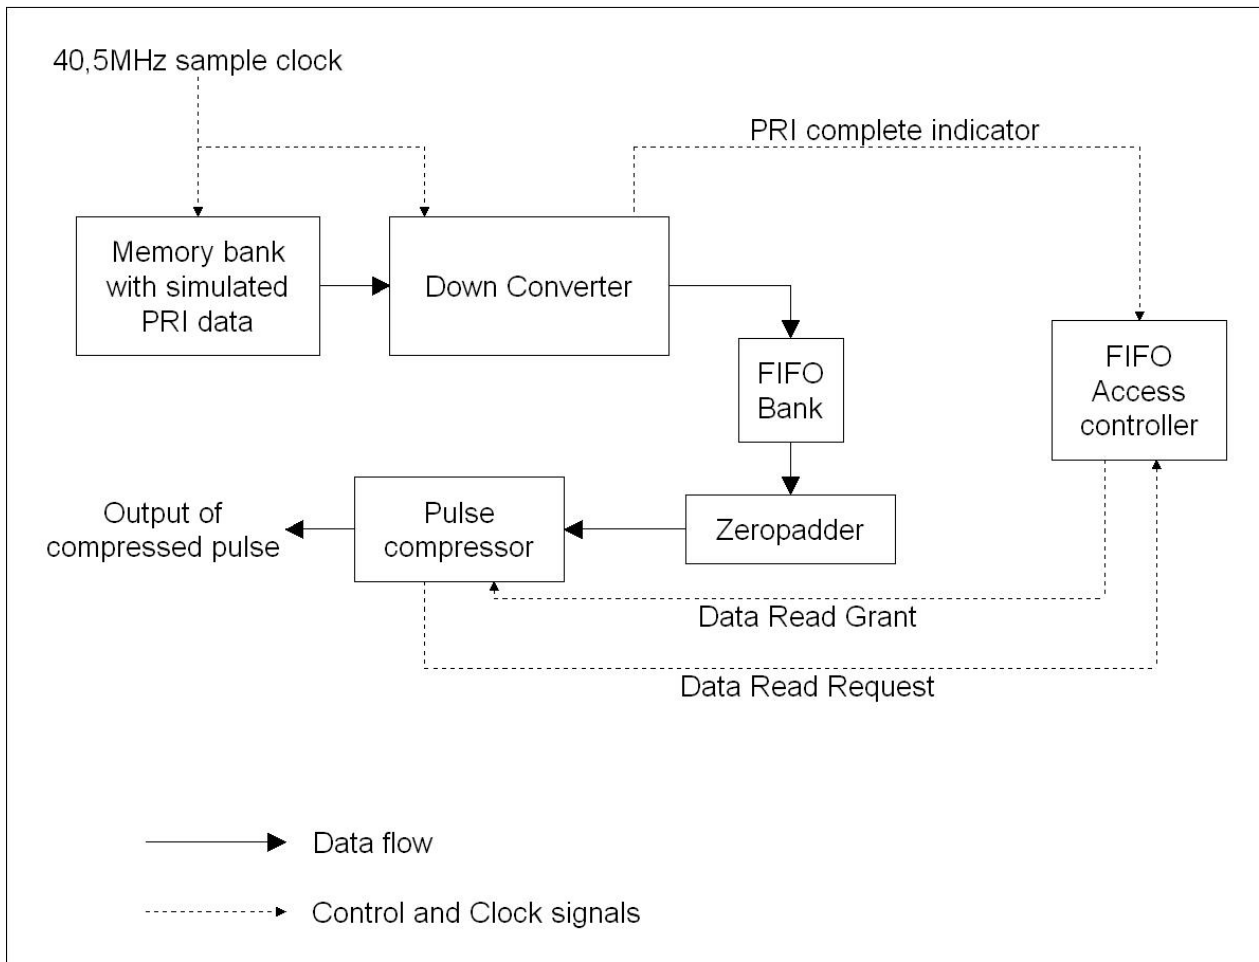 40,5MHz sample clock
PRI complete indicator
Memory bank
with simulated
PRI data
Down Converter
FIFO
Bank
FIFO
Access
controller
Output of
compressed pulse
Pulse
compressor
Zeropadder
Data Read Grant
Data Read Request
Data flow
Control and Clock signals